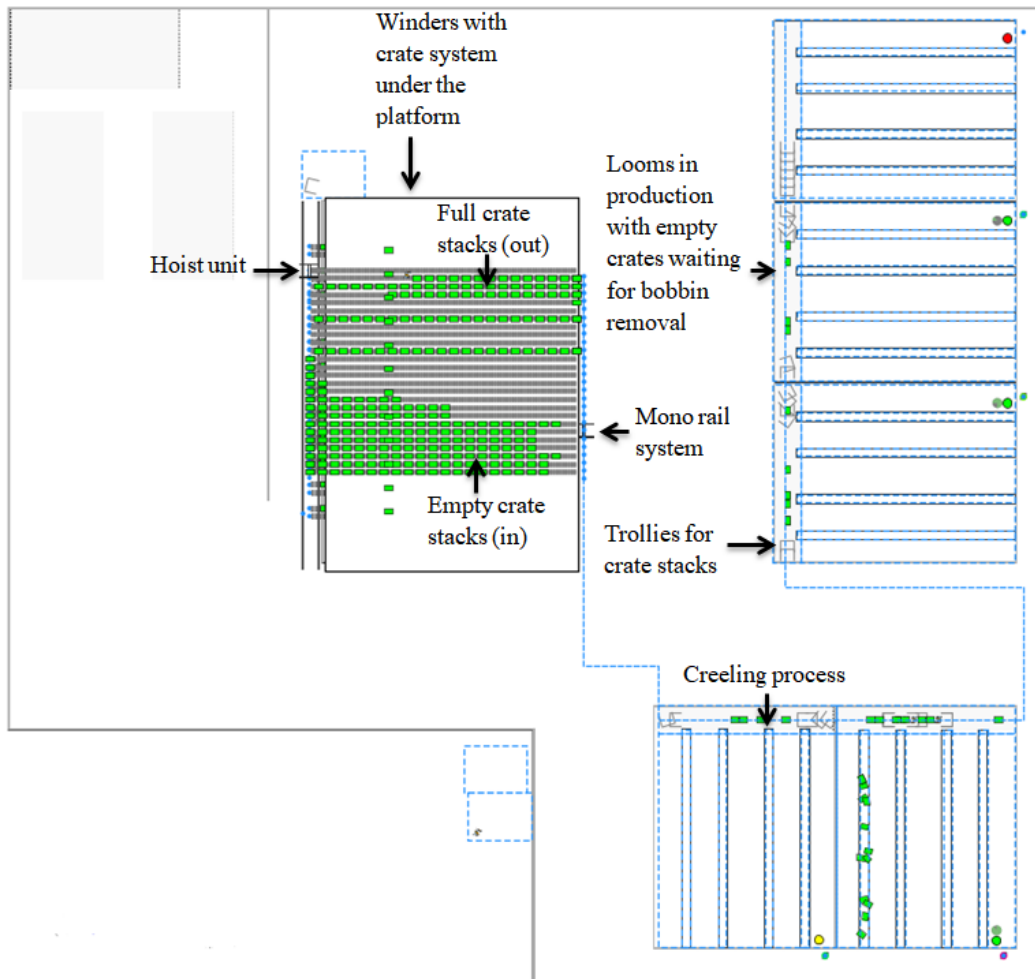 Winders with
crate system
under the
platform
Full crate
stacks (out)
Hoist unit
Looms in
production
with empty
crates waiting
for bobbin
removal
Mono rail
system
Empty crate
stacks (in)
Trollies for
crate stacks
Creeling process